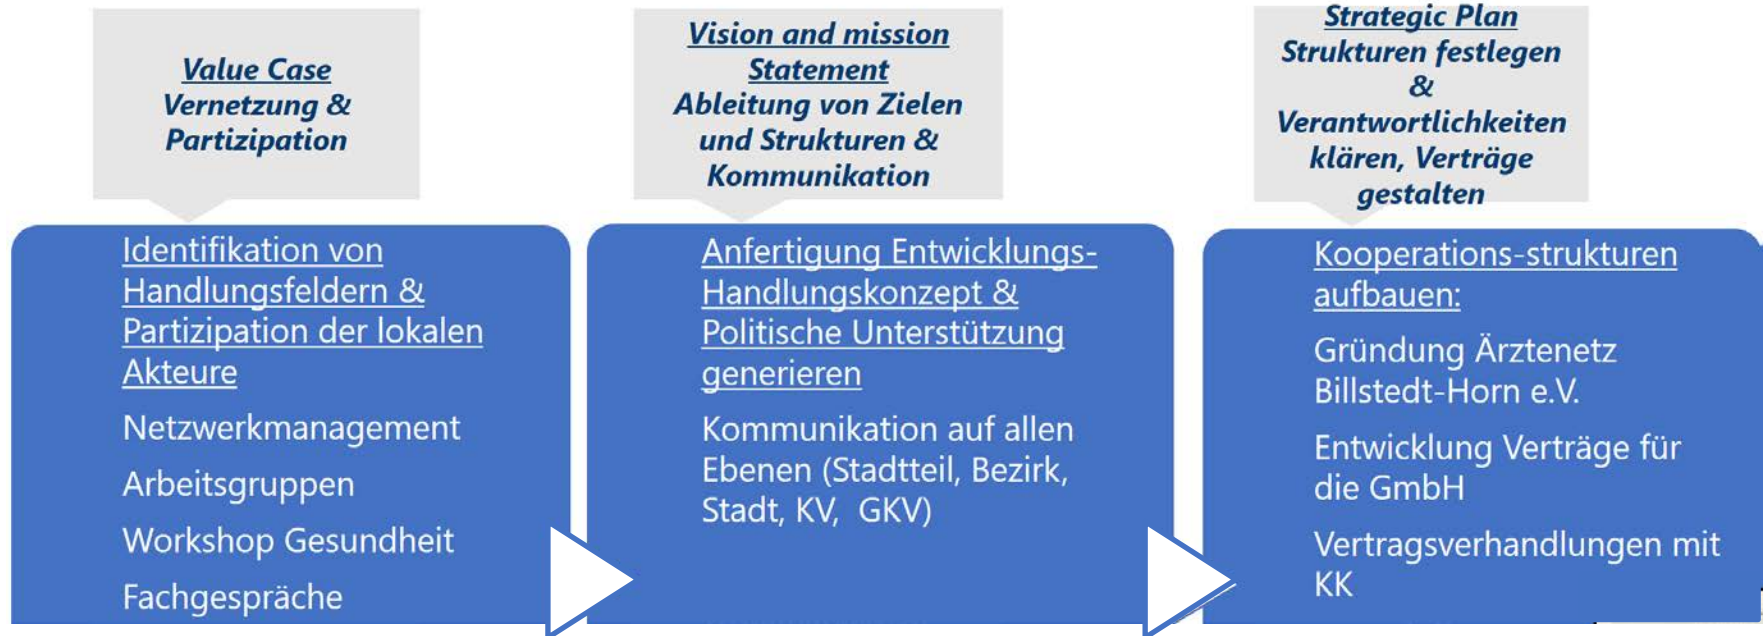 Value Case
Vernetzung &
Partizipation
Identifikation von
Handlungsfeldern &
Partizipation der lokalen
Akteure
Netzwerkmanagement
Arbeitsgruppen
Workshop Gesundheit
Fachgespräche
Vision and mission
Statement
Ableitung von Zielen
und Strukturen &
Kommunikation
Anfertigung Entwicklungs-
Handlungskonzept &
Politische Unterstützung
generieren
Kommunikation auf allen
Ebenen (Stadtteil, Bezirk,
Stadt, KV,  GKV)
Strategic Plan
Strukturen festlegen
&
Verantwortlichkeiten
klären, Verträge
gestalten
Kooperations-strukturen
aufbauen:
Gründung Ärztenetz
Billstedt-Horn e.V.
Entwicklung Verträge für
die GmbH
Vertragsverhandlungen mit
KK